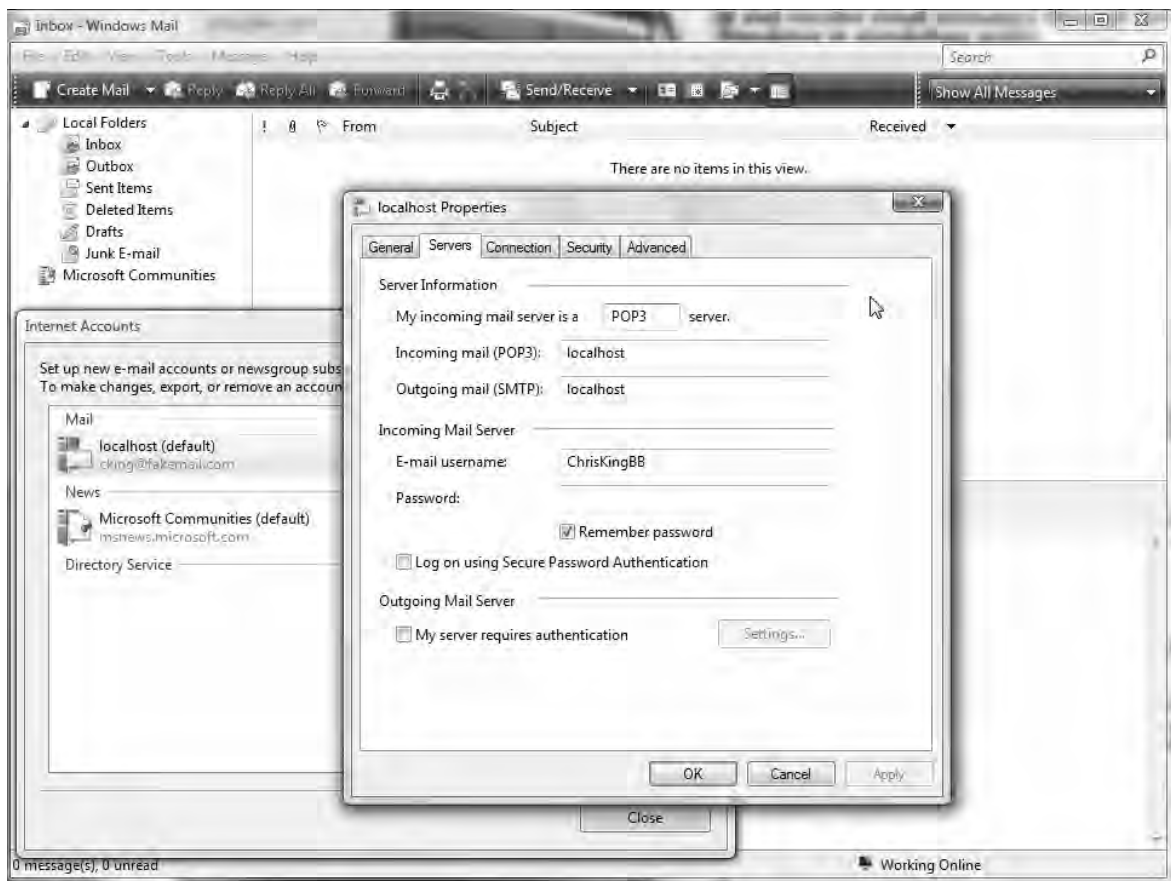 Inbox - Windows Mail
File Edit View Tools Message Help
Search
Create Mail Reply Reply All Forward Send/Receive Show All Messages
Local Folders
Inbox
Outbox
Sent Items
Deleted Items
Drafts
Junk E-mail
Microsoft Communities
! From Subject Received
There are no items in this view.
Internet Accounts
Set up new e-mail accounts or newsgroup subs
To make changes, export, or remove an accoun
Mail
localhost (default)
cking@fakemail.com
News
Microsoft Communities (default)
msnews.microsoft.com
Directory Service
Close
localhost Properties
General Servers Connection Security Advanced
Server Information
My incoming mail server is a POP3 server.
Incoming mail (POP3): localhost
Outgoing mail (SMTP): localhost
Incoming Mail Server
E-mail username: ChrisKingBB
Password:
Remember password
Log on using Secure Password Authentication
Outgoing Mail Server
My server requires authentication Settings...
OK Cancel Apply
0 message(s), 0 unread Working Online